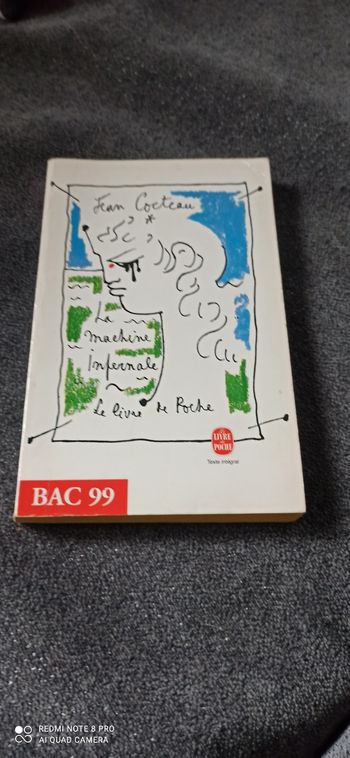 Jean Cocteau
*
La
machine
Infernale
Le livre de Poche
LE LIVRE
DE
POCHE
Texte intégral
BAC 99
REDMI NOTE 8 PRO
AI QUAD CAMERA